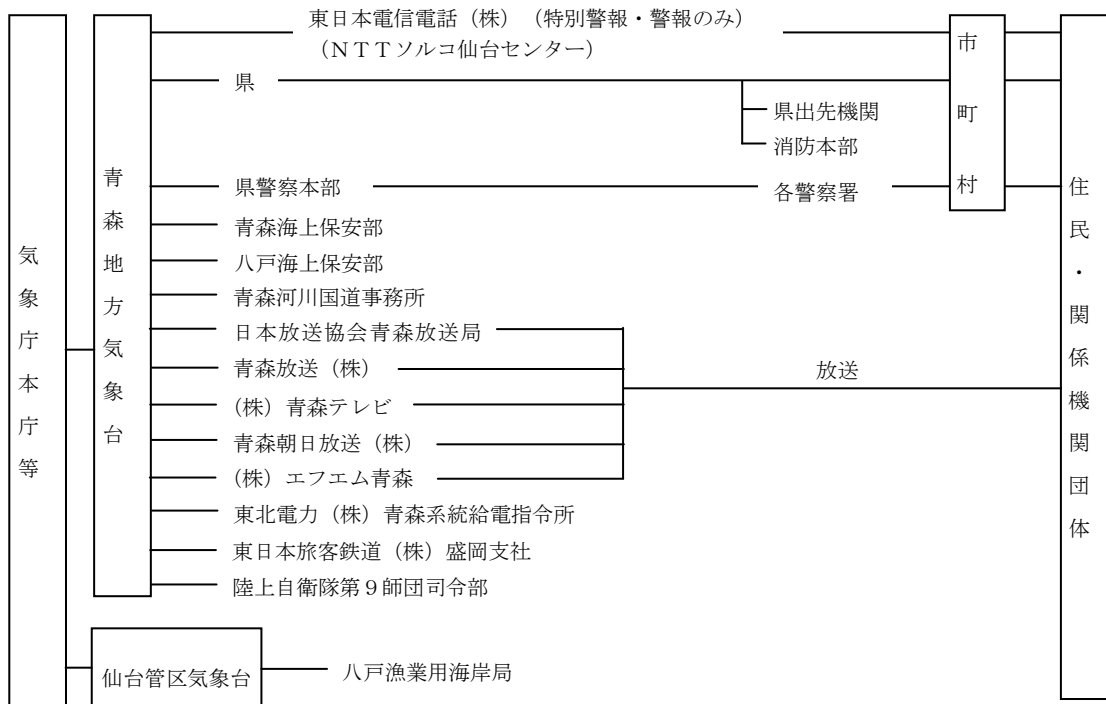 気象庁本庁等
青森地方気象台
東日本電信電話（株）（特別警報・警報のみ）
（ＮＴＴソルコ仙台センター）
県
県出先機関
消防本部
県警察本部
各警察署
市町村
青森海上保安部
八戸海上保安部
青森河川国道事務所
日本放送協会青森放送局
青森放送（株）
（株）青森テレビ
青森朝日放送（株）
（株）エフエム青森
放送
東北電力（株）青森系統給電指令所
東日本旅客鉄道（株）盛岡支社
陸上自衛隊第９師団司令部
住民・関係機関団体
仙台管区気象台
八戸漁業用海岸局